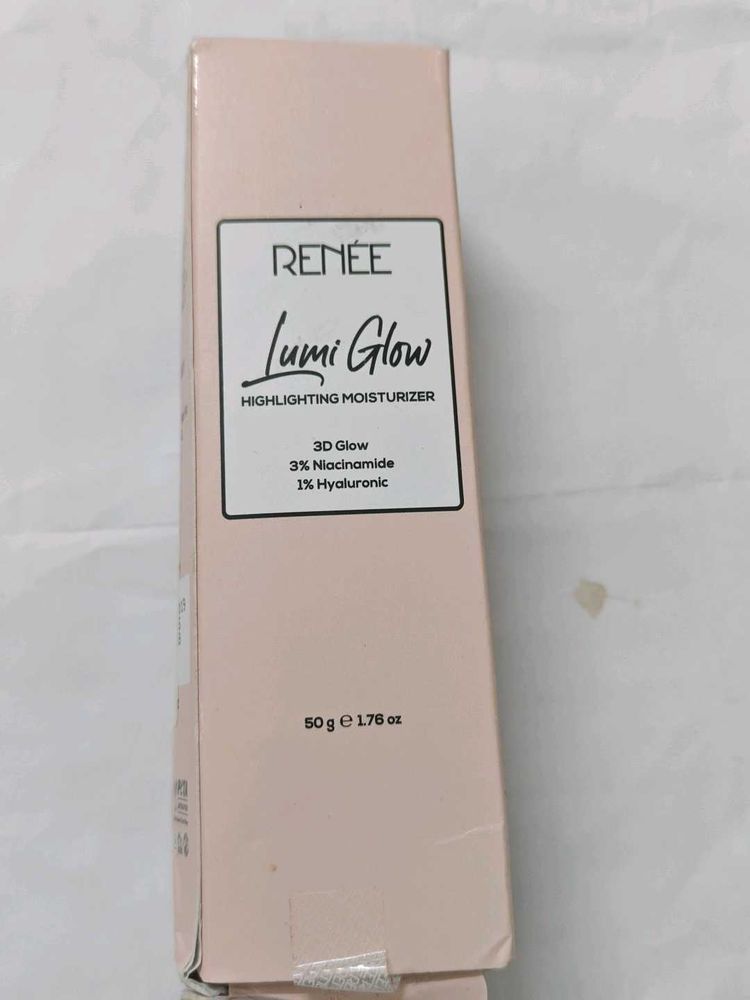 RENÉE
Lumi Glow
HIGHLIGHTING MOISTURIZER
3D Glow
3% Niacinamide
1% Hyaluronic
50 g ℮ 1.76 oz